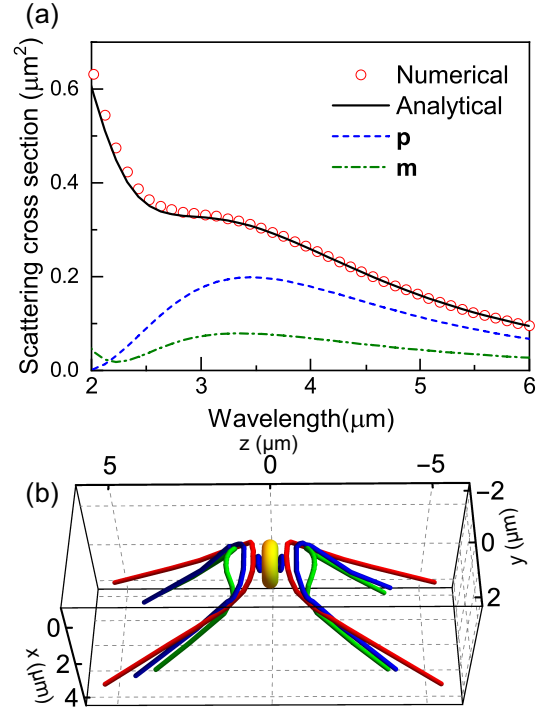 (a)
Scattering cross section (μm²)
0.6
0.4
0.2
0.0
Numerical
Analytical
p
m
2 3 4 5 6
Wavelength(μm)
z (μm)
(b)
5 0 −5
−2
0
2
y (μm)
0
2
4
x (μm)